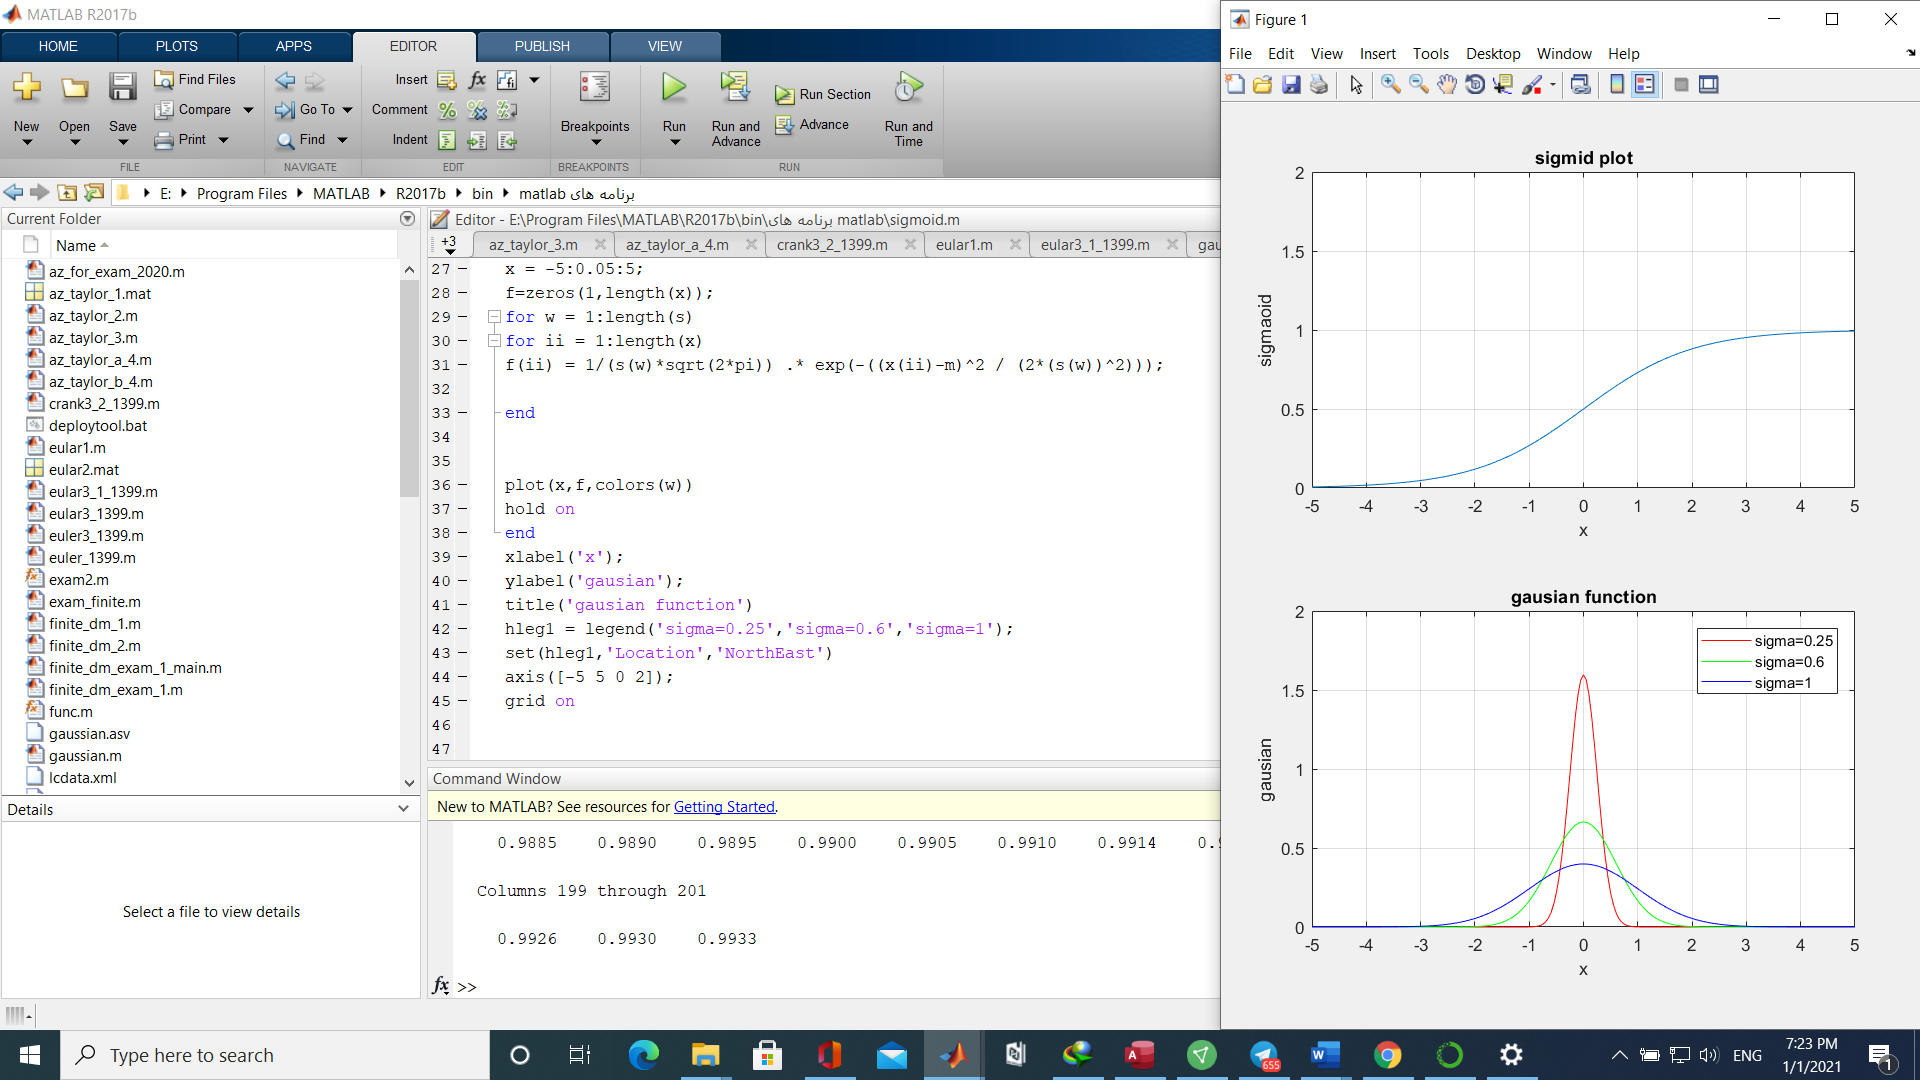 MATLAB R2017b
HOME PLOTS APPS EDITOR PUBLISH VIEW
New
Open
Save
Find Files
Compare
Print
Go To
Find
Insert fx
Comment
Indent
Breakpoints
Run
Run and Advance
Run Section
Advance
Run and Time
FILE NAVIGATE EDIT BREAKPOINTS RUN
E: Program Files MATLAB R2017b bin برنامه های matlab
Current Folder
Name
az_for_exam_2020.m
az_taylor_1.mat
az_taylor_2.m
az_taylor_3.m
az_taylor_a_4.m
az_taylor_b_4.m
crank3_2_1399.m
deploytool.bat
eular1.m
eular2.mat
eular3_1_1399.m
eular3_1399.m
euler3_1399.m
euler_1399.m
exam2.m
exam_finite.m
finite_dm_1.m
finite_dm_2.m
finite_dm_exam_1_main.m
finite_dm_exam_1.m
func.m
gaussian.asv
gaussian.m
lcdata.xml
Details
Select a file to view details
Editor - E:\Program Files\MATLAB\R2017b\bin\برنامه های matlab\sigmoid.m
+3 az_taylor_3.m az_taylor_a_4.m crank3_2_1399.m eular1.m eular3_1_1399.m gau
27 x = -5:0.05:5;
28 f=zeros(1,length(x));
29 for w = 1:length(s)
30 for ii = 1:length(x)
31 f(ii) = 1/(s(w)*sqrt(2*pi)) .* exp(-((x(ii)-m)^2 / (2*(s(w))^2)));
32
33 end
34
35
36 plot(x,f,colors(w))
37 hold on
38 end
39 xlabel('x');
40 ylabel('gausian');
41 title('gausian function')
42 hleg1 = legend('sigma=0.25','sigma=0.6','sigma=1');
43 set(hleg1,'Location','NorthEast')
44 axis([-5 5 0 2]);
45 grid on
46
47
Command Window
New to MATLAB? See resources for Getting Started.
0.9885 0.9890 0.9895 0.9900 0.9905 0.9910 0.9914
Columns 199 through 201
0.9926 0.9930 0.9933
fx >>
Figure 1
File Edit View Insert Tools Desktop Window Help
sigmid plot
2
1.5
1
0.5
0
sigmaoid
-5 -4 -3 -2 -1 0 1 2 3 4 5
x
gausian function
2
1.5
1
0.5
0
gausian
sigma=0.25
sigma=0.6
sigma=1
-5 -4 -3 -2 -1 0 1 2 3 4 5
x
Type here to search
655
ENG
7:23 PM
1/1/2021
1